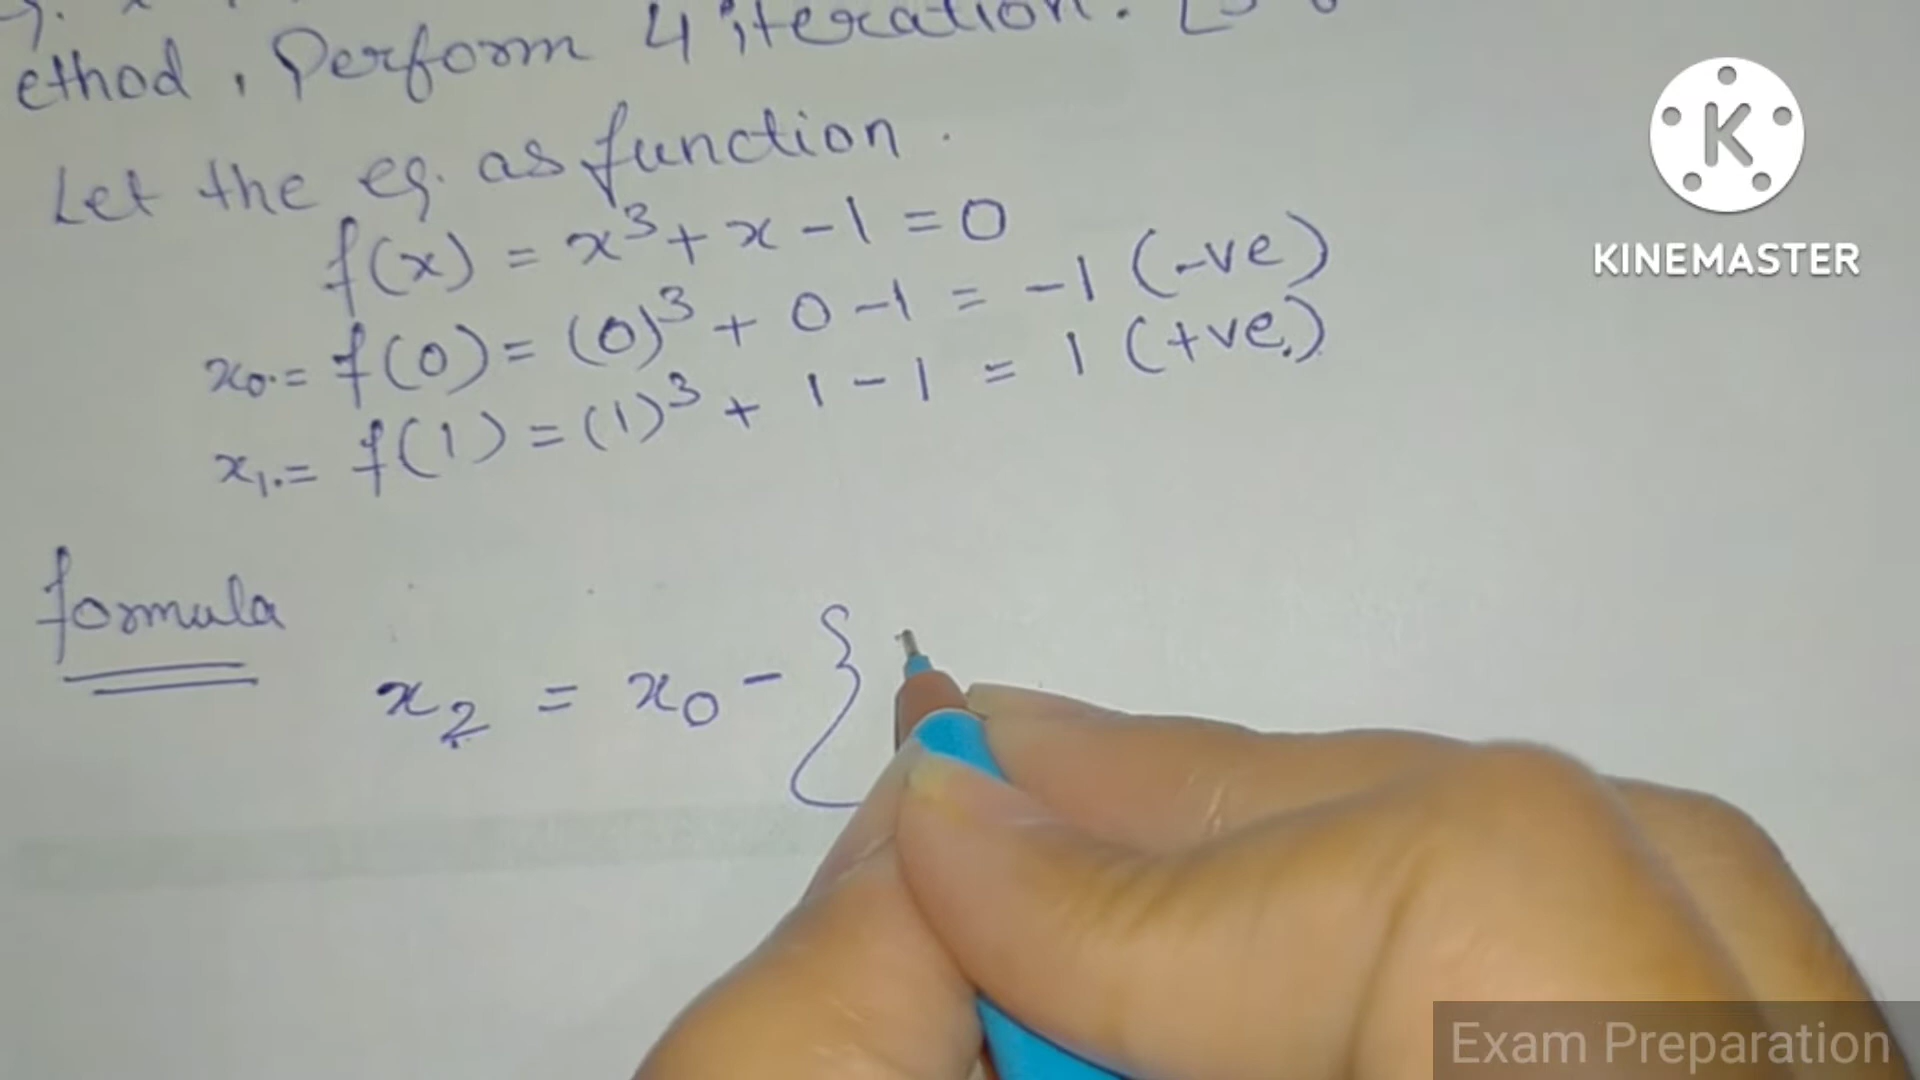 ethod, Perform 4 iteration.
Let the eq. as function.
f(x) = x³ + x - 1 = 0
x₀.= f(0) = (0)³ + 0 - 1 = -1 (-ve)
x₁.= f(1) = (1)³ + 1 - 1 = 1 (+ve.)
formula
x₂ = x₀ - {
K
KINEMASTER
Exam Preparation